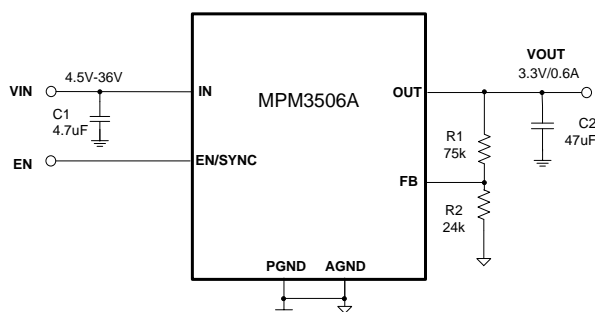 VOUT
3.3V/0.6A
VIN
4.5V-36V
IN
MPM3506A
OUT
C1
4.7uF
R1
75k
C2
47uF
EN
EN/SYNC
FB
R2
24k
PGND
AGND